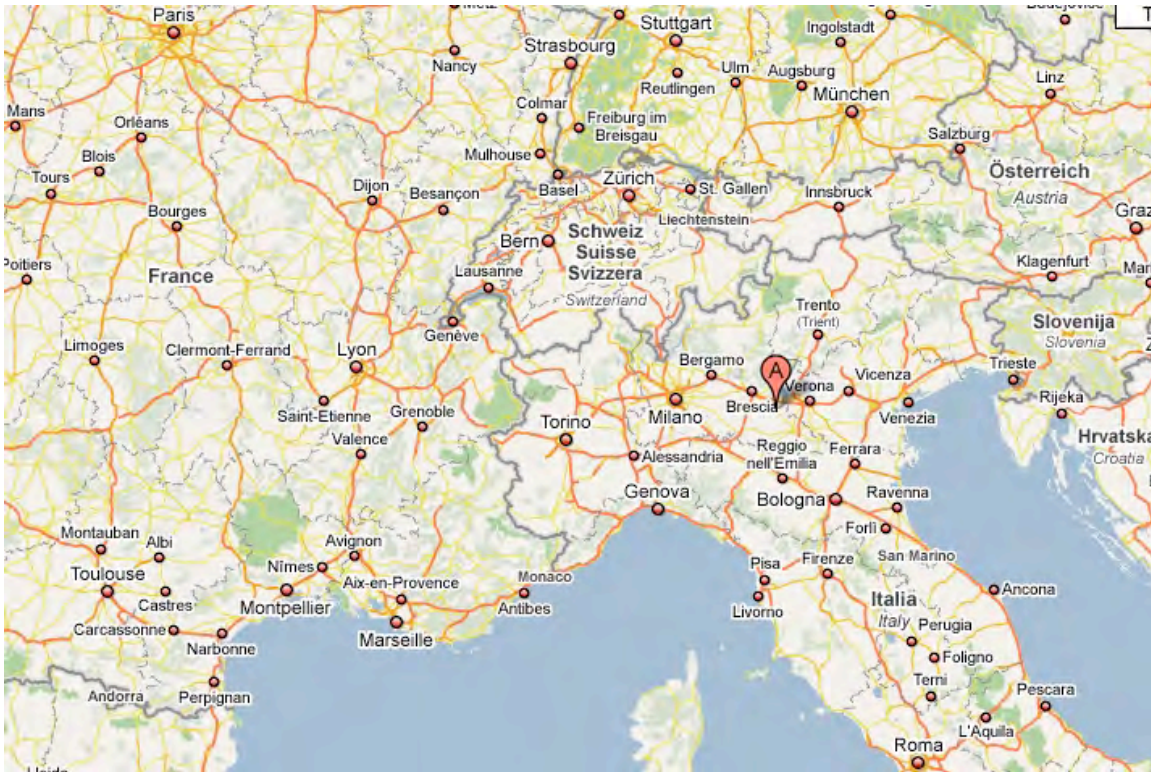 Paris
Metz
Stuttgart
Ingolstadt
Strasbourg
Nancy
Reutlingen
Ulm
Augsburg
Linz
München
Mans
Orléans
Colmar
Freiburg im
Breisgau
Salzburg
Blois
Mulhouse
Tours
Dijon
Besançon
Basel
Zürich
St. Gallen
Innsbruck
Österreich
Austria
Liechtenstein
Bourges
Bern
Schweiz
Suisse
Svizzera
Switzerland
Graz
Poitiers
France
Lausanne
Klagenfurt
Mar
Genève
Trento
(Trient)
Slovenija
Slovenia
Limoges
Clermont-Ferrand
Lyon
Bergamo
A
Vicenza
Trieste
Verona
Saint-Etienne
Grenoble
Milano
Brescia
Venezia
Rijeka
Torino
Valence
Reggio
nell'Emilia
Ferrara
Hrvatska
Croatia
Alessandria
Genova
Bologna
Ravenna
Montauban
Albi
Avignon
Forlì
San Marino
Nîmes
Pisa
Firenze
Toulouse
Aix-en-Provence
Monaco
Castres
Montpellier
Antibes
Livorno
Italia
Italy
Ancona
Carcassonne
Marseille
Perugia
Narbonne
Foligno
Terni
Andorra
Perpignan
Pescara
L'Aquila
Roma